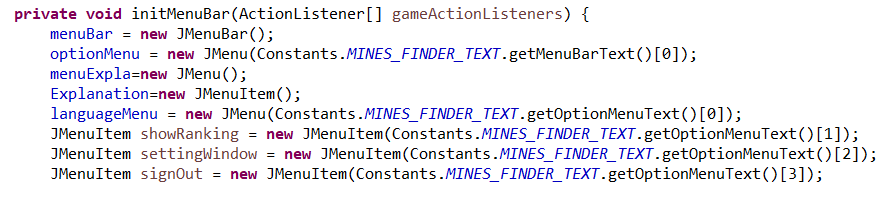 private void initMenuBar(ActionListener[] gameActionListeners) {
menuBar = new JMenuBar();
optionMenu = new JMenu(Constants.MINES_FINDER_TEXT.getMenuBarText()[0]);
menuExpla=new JMenu();
Explanation=new JMenuItem();
languageMenu = new JMenu(Constants.MINES_FINDER_TEXT.getOptionMenuText()[0]);
JMenuItem showRanking = new JMenuItem(Constants.MINES_FINDER_TEXT.getOptionMenuText()[1]);
JMenuItem settingWindow = new JMenuItem(Constants.MINES_FINDER_TEXT.getOptionMenuText()[2]);
JMenuItem signOut = new JMenuItem(Constants.MINES_FINDER_TEXT.getOptionMenuText()[3]);